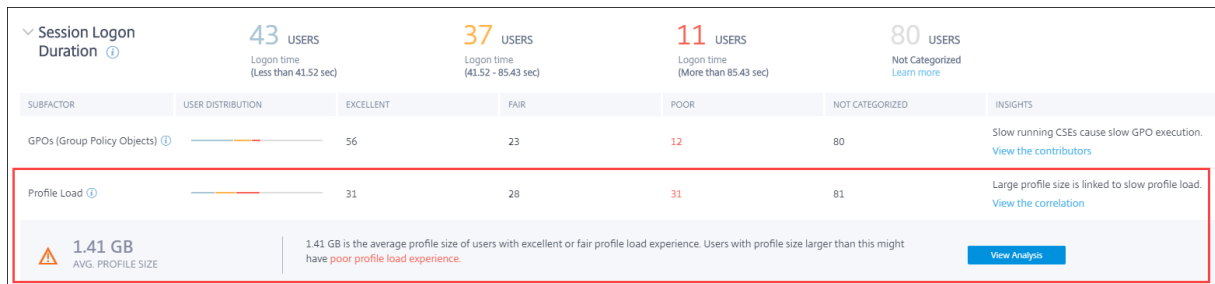 Session Logon
Duration
43 USERS
Logon time
(Less than 41.52 sec)
37 USERS
Logon time
(41.52 - 85.43 sec)
11 USERS
Logon time
(More than 85.43 sec)
80 USERS
Not Categorized
Learn more
SUBFACTOR USER DISTRIBUTION EXCELLENT FAIR POOR NOT CATEGORIZED INSIGHTS
GPOs (Group Policy Objects) 56 23 12 80 Slow running CSEs cause slow GPO execution.
View the contributors
Profile Load 31 28 31 81 Large profile size is linked to slow profile load.
View the correlation
1.41 GB
AVG. PROFILE SIZE
1.41 GB is the average profile size of users with excellent or fair profile load experience. Users with profile size larger than this might
have poor profile load experience.
View Analysis